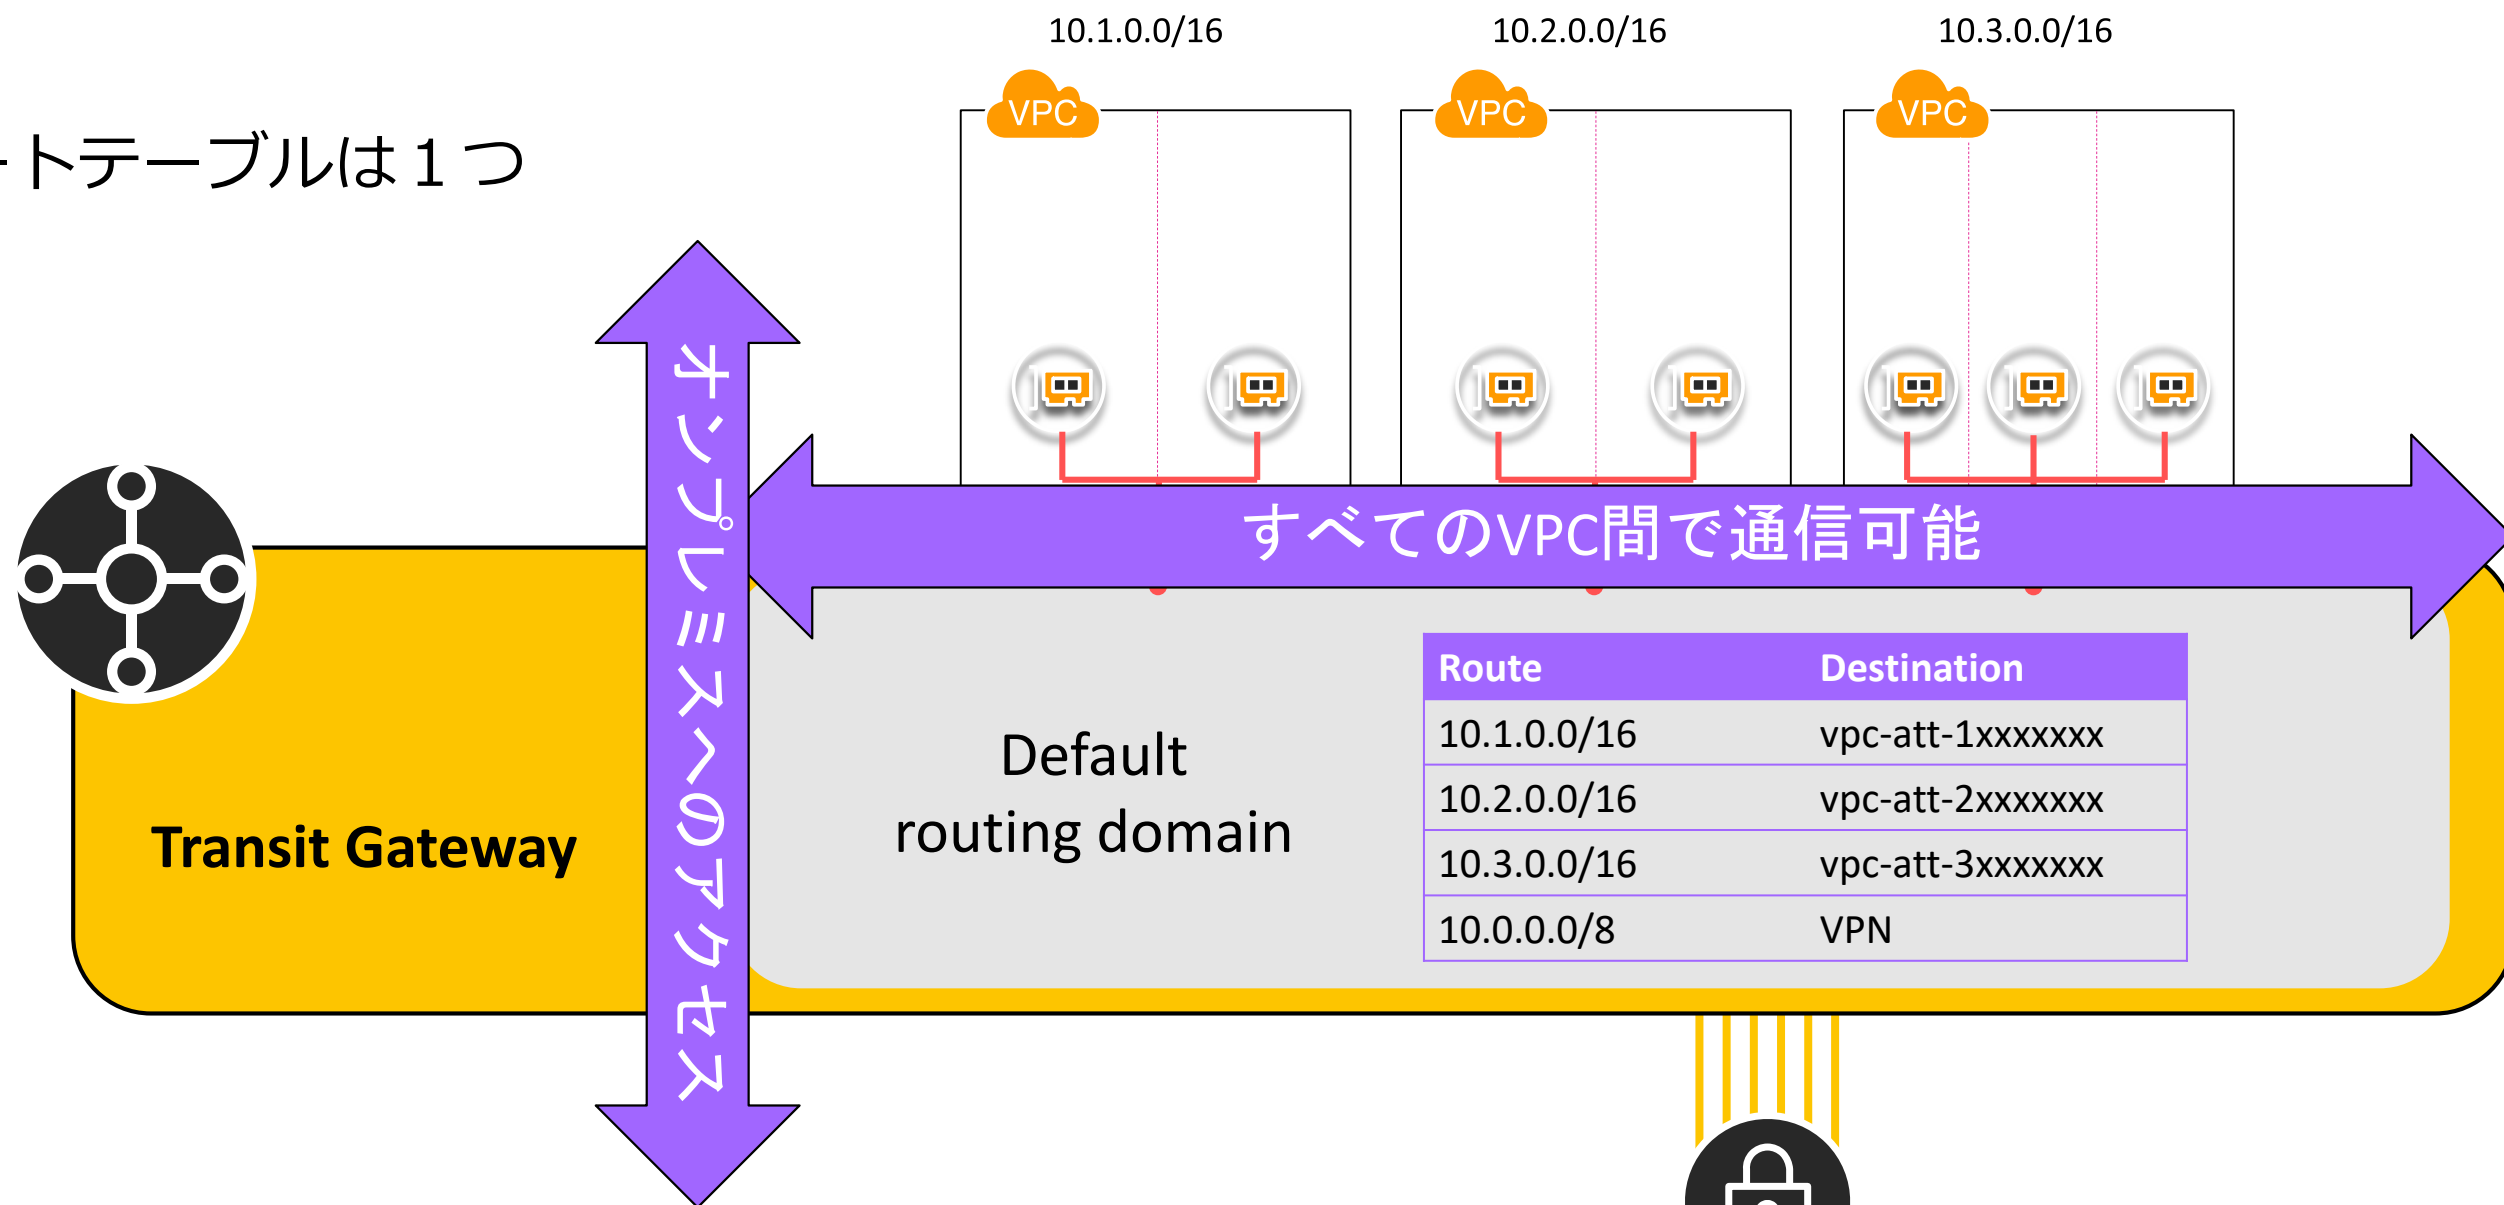 10.1.0.0/16
10.2.0.0/16
10.3.0.0/16
VPC
VPC
VPC
ートテーブルは１つ
オンプレミスへのアクセス
すべてのVPC間で通信可能
Route Destination
10.1.0.0/16 vpc-att-1xxxxxxx
10.2.0.0/16 vpc-att-2xxxxxxx
10.3.0.0/16 vpc-att-3xxxxxxx
10.0.0.0/8 VPN
Default
routing domain
Transit Gateway